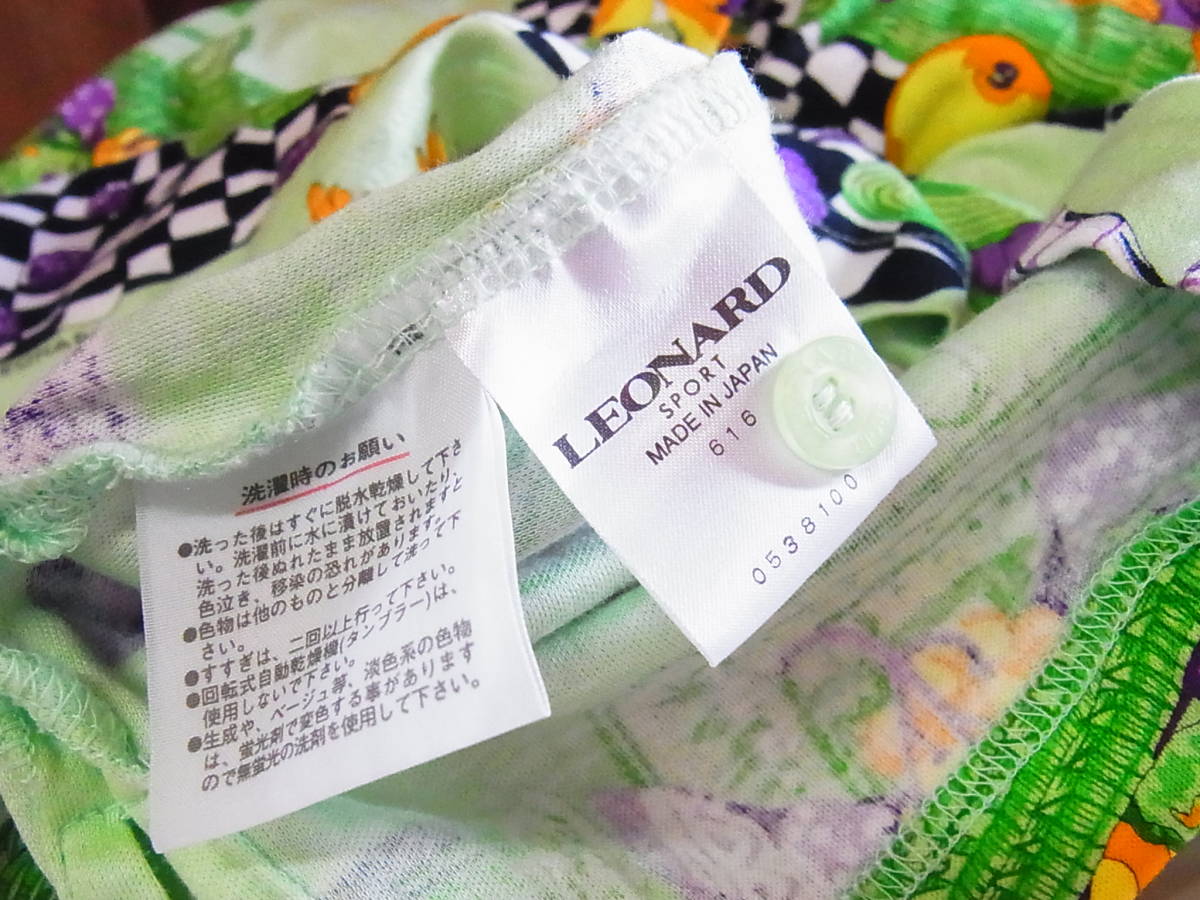 LEONARD
SPORT
MADE IN JAPAN
616
0538100
洗濯時のお願い
●洗った後はすぐに脱水乾燥して下さ
い。洗濯前に水に漬けておいたり、
洗った後ぬれたまま放置されますと
色泣き、移染の恐れがあります。
●色物は他のものと分離して洗って下
さい。
●すすぎは、二回以上行って下さい。
●回転式自動乾燥機(タンブラー)は、
使用しないで下さい。
●生成や、ベージュ等、淡色系の色物
は、蛍光剤で変色する事があります
ので無蛍光の洗剤を使用して下さい。